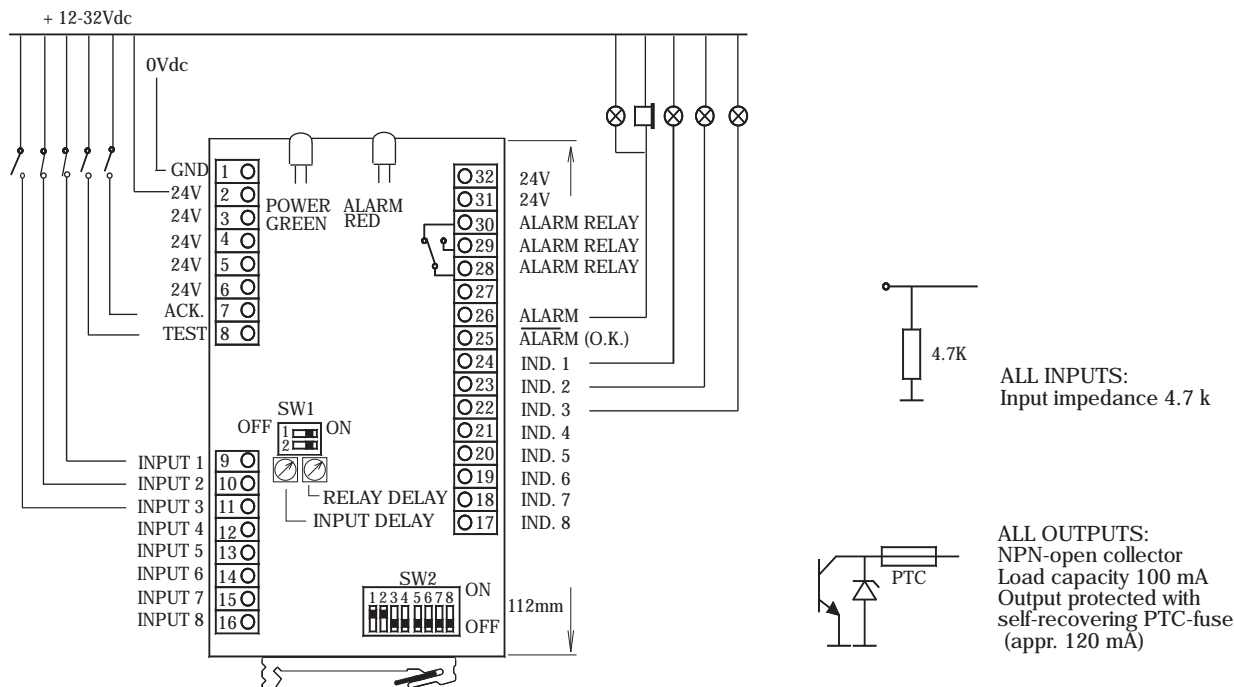 + 12-32Vdc
0Vdc
GND 1
24V 2
24V 3
24V 4
24V 5
24V 6
ACK. 7
TEST 8
POWER GREEN
ALARM RED
32 24V
31 24V
30 ALARM RELAY
29 ALARM RELAY
28 ALARM RELAY
27
26 ALARM
25 ALARM (O.K.)
24 IND. 1
23 IND. 2
22 IND. 3
21 IND. 4
20 IND. 5
19 IND. 6
18 IND. 7
17 IND. 8
SW1
OFF 1 ON
2
INPUT 1 9
INPUT 2 10
INPUT 3 11
INPUT 4 12
INPUT 5 13
INPUT 6 14
INPUT 7 15
INPUT 8 16
RELAY DELAY
INPUT DELAY
SW2
1 2 3 4 5 6 7 8
ON
OFF
112mm
4.7K
ALL INPUTS:
Input impedance 4.7 k
PTC
ALL OUTPUTS:
NPN-open collector
Load capacity 100 mA
Output protected with
self-recovering PTC-fuse
(appr. 120 mA)